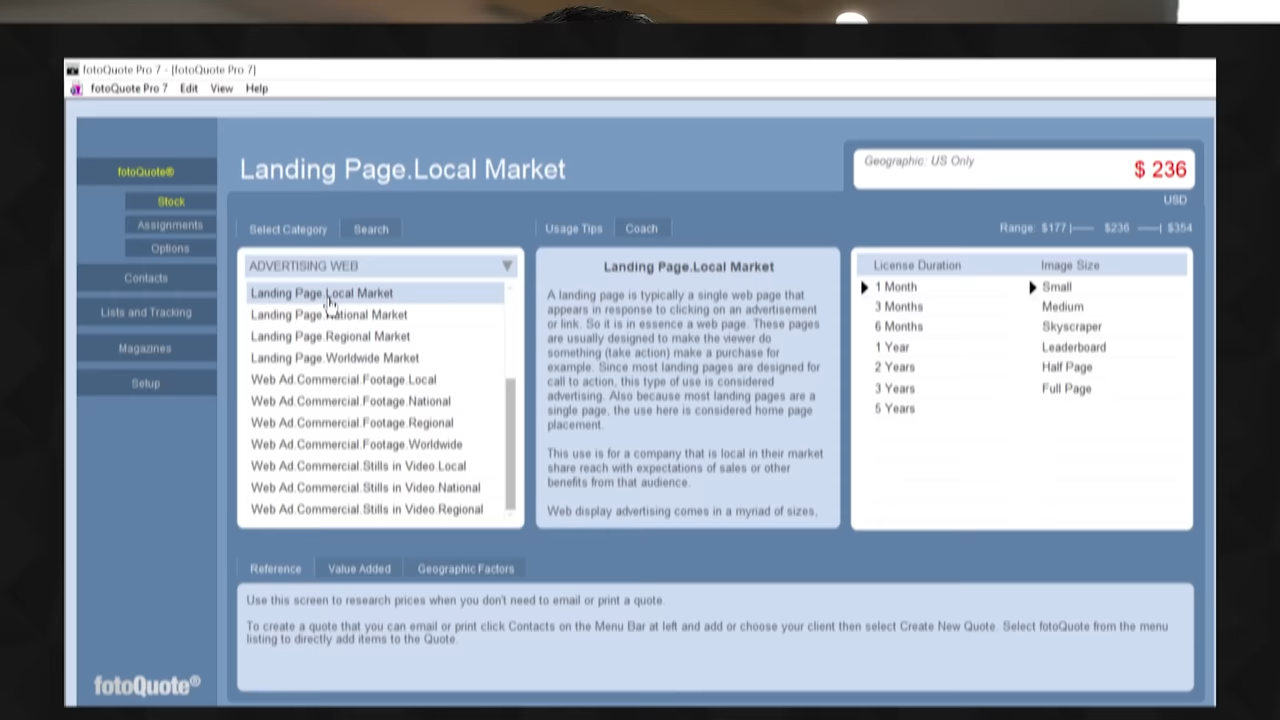 fotoQuote Pro 7 - [fotoQuote Pro 7]
fotoQuote Pro 7 Edit View Help
fotoQuote®
Stock
Assignments
Options
Contacts
Lists and Tracking
Magazines
Setup
fotoQuote®
Landing Page.Local Market
Geographic: US Only
$ 236
USD
Select Category Search
ADVERTISING WEB
Landing Page.Local Market
Landing Page.National Market
Landing Page.Regional Market
Landing Page.Worldwide Market
Web Ad.Commercial.Footage.Local
Web Ad.Commercial.Footage.National
Web Ad.Commercial.Footage.Regional
Web Ad.Commercial.Footage.Worldwide
Web Ad.Commercial.Stills in Video.Local
Web Ad.Commercial.Stills in Video.National
Web Ad.Commercial.Stills in Video.Regional
Usage Tips Coach
Landing Page.Local Market
A landing page is typically a single web page that
appears in response to clicking on an advertisement
or link. So it is in essence a web page. These pages
are usually designed to make the viewer do
something (take action) make a purchase for
example. Since most landing pages are designed for
call to action, this type of use is considered
advertising. Also because most landing pages are a
single page, the use here is considered home page
placement.
This use is for a company that is local in their market
share reach with expectations of sales or other
benefits from that audience.
Web display advertising comes in a myriad of sizes,
Range: $177 |— $236 —| $354
License Duration Image Size
1 Month Small
3 Months Medium
6 Months Skyscraper
1 Year Leaderboard
2 Years Half Page
3 Years Full Page
5 Years
Reference Value Added Geographic Factors
Use this screen to research prices when you don't need to email or print a quote.
To create a quote that you can email or print click Contacts on the Menu Bar at left and add or choose your client then select Create New Quote. Select fotoQuote from the menu
listing to directly add items to the Quote.